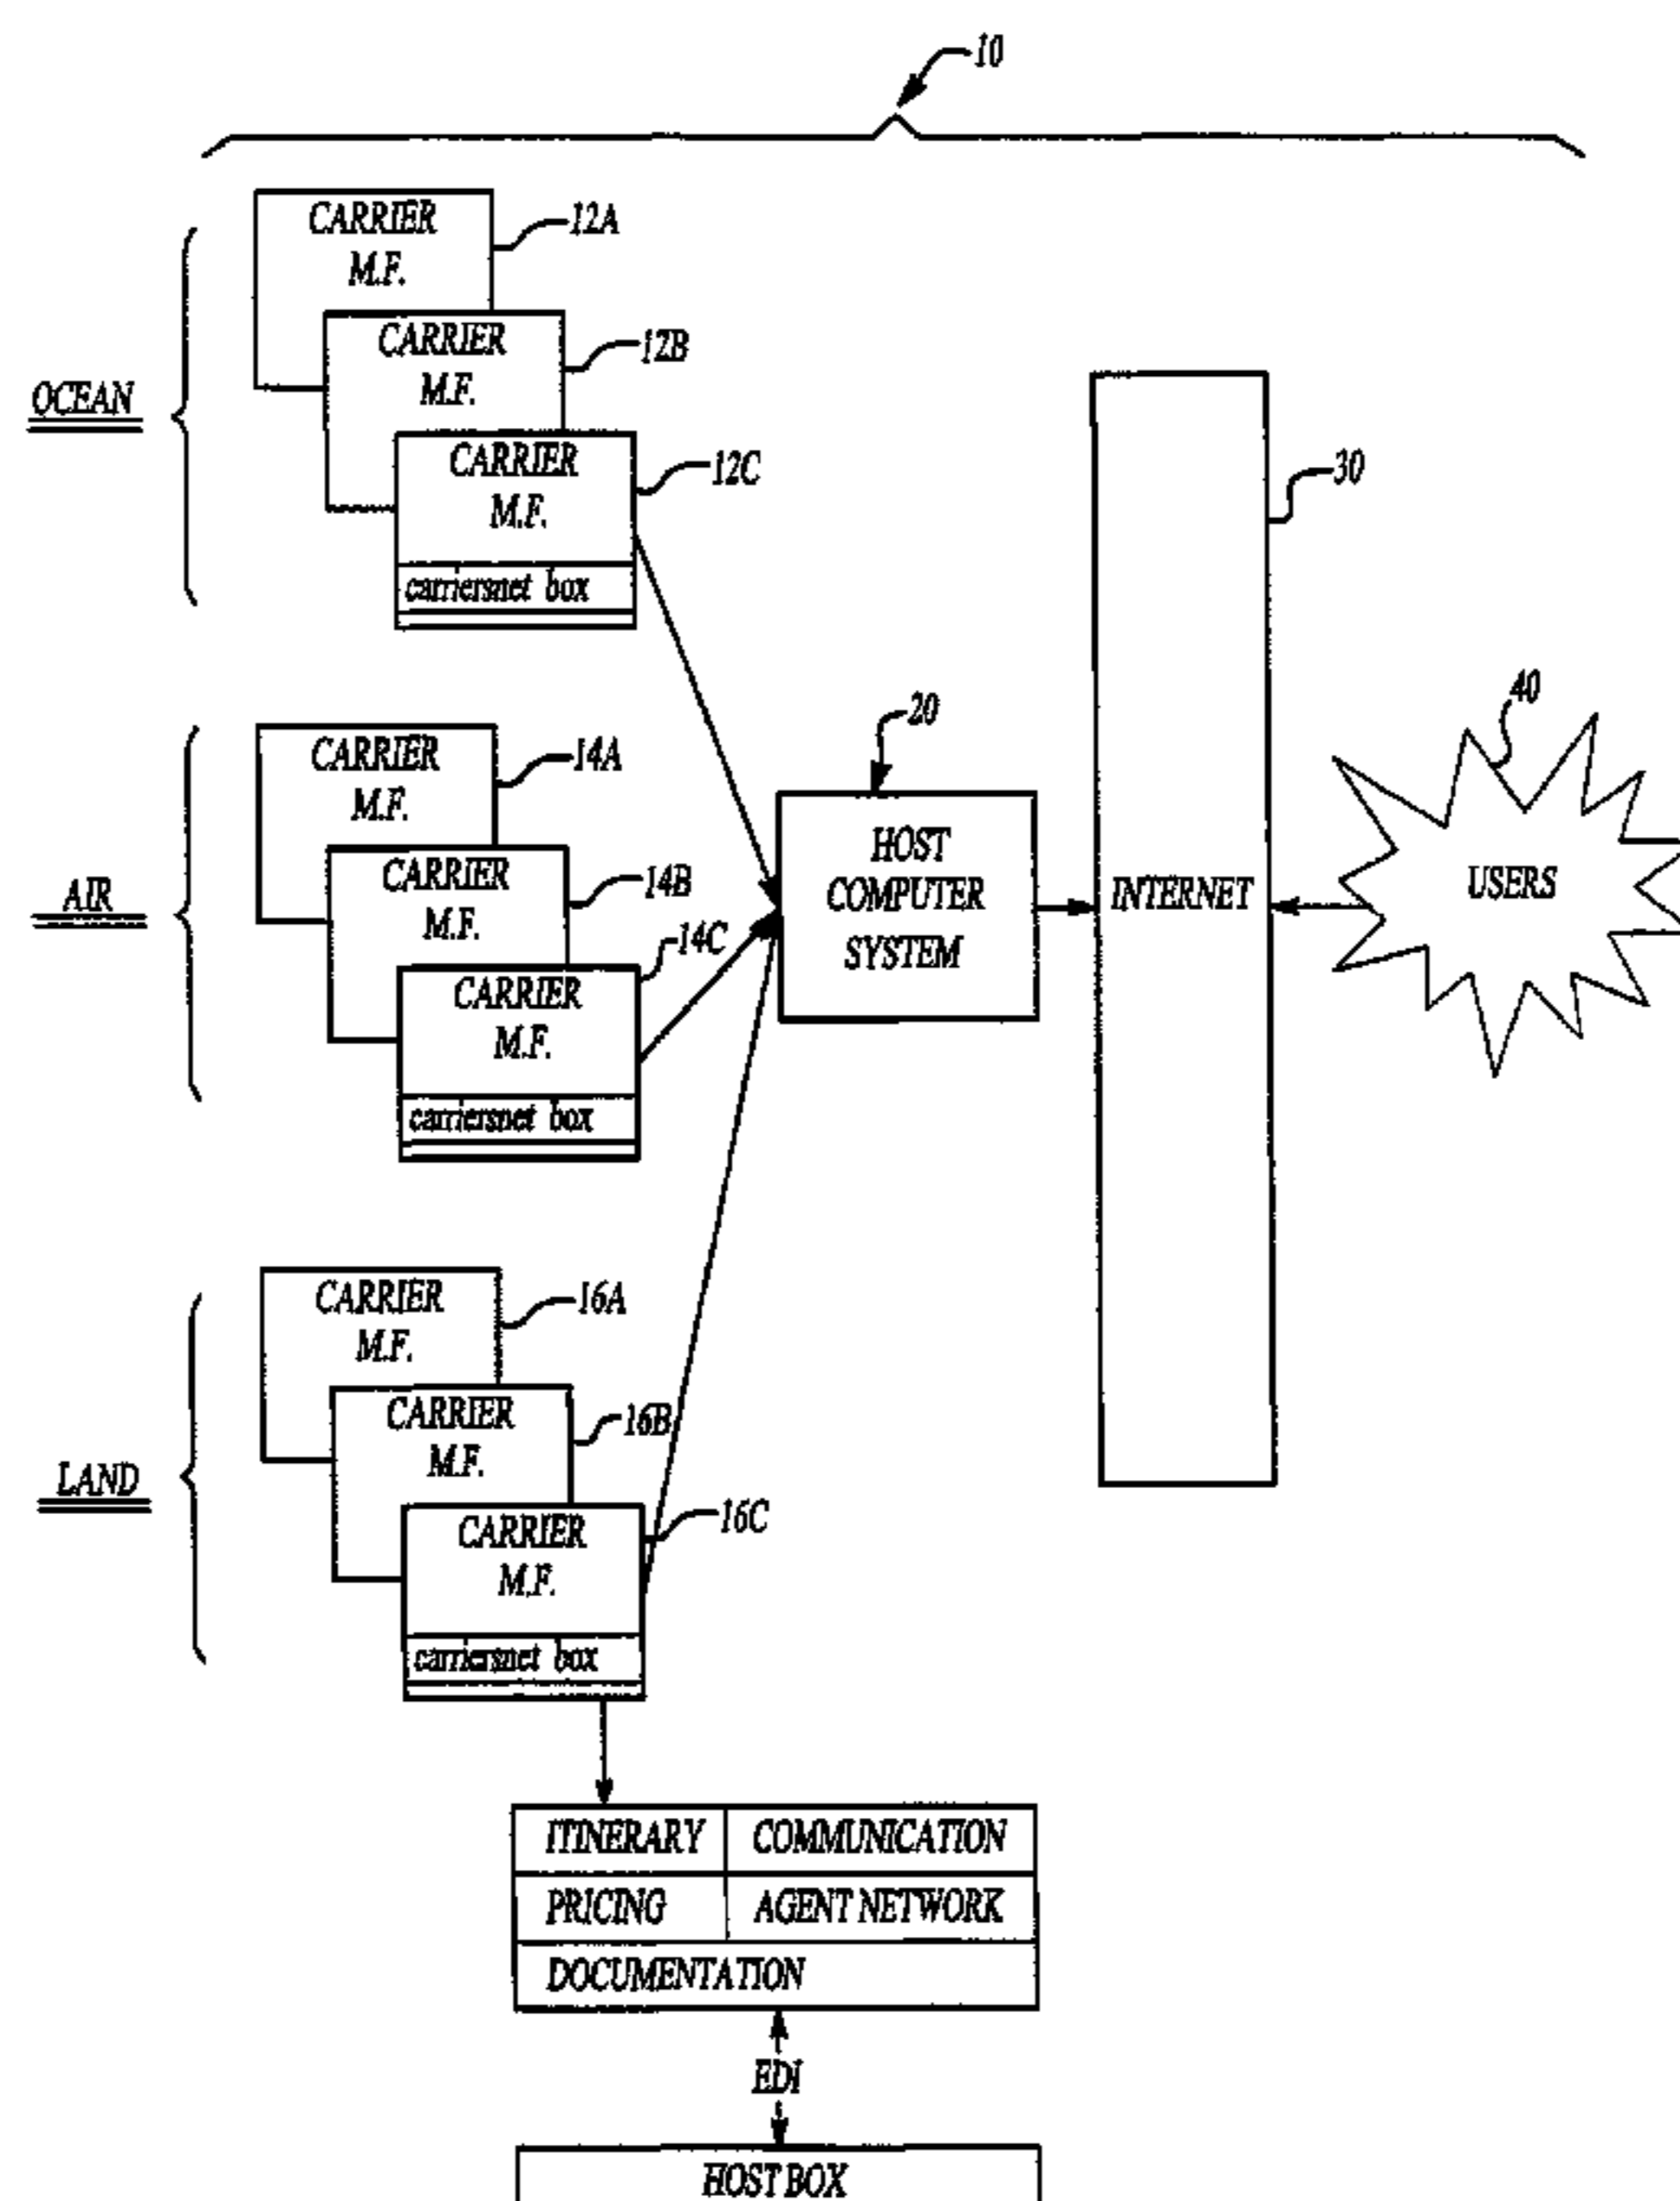 10
CARRIER
M.F.
12A
CARRIER
M.F.
12B
OCEAN
CARRIER
M.F.
12C
carriersnet box
30
40
20
CARRIER
M.F.
14A
CARRIER
M.F.
14B
AIR
14C
CARRIER
M.F.
carriersnet box
HOST
COMPUTER
SYSTEM
INTERNET
USERS
CARRIER
M.F.
16A
CARRIER
M.F.
16B
LAND
CARRIER
M.F.
16C
carriersnet box
ITINERARY COMMUNICATION
PRICING AGENT NETWORK
DOCUMENTATION
EDI
HOST BOX